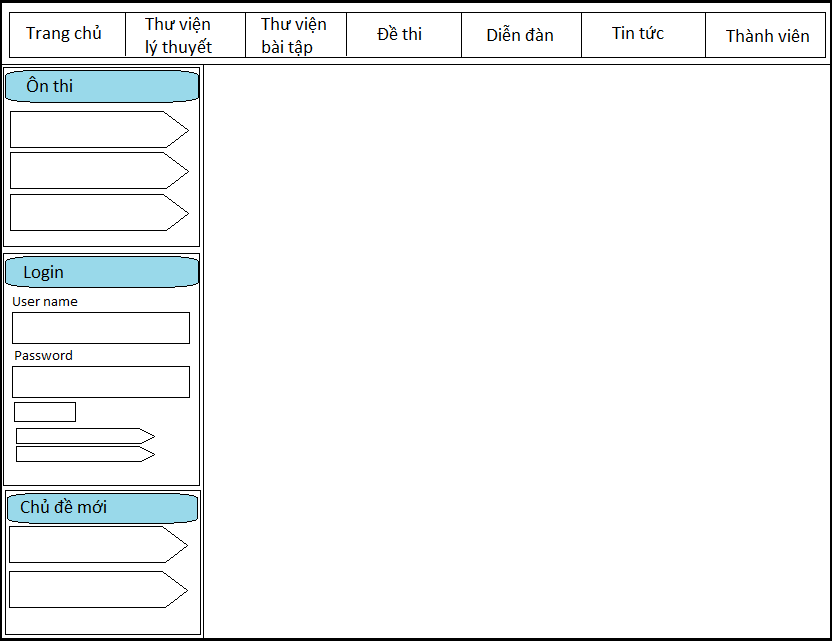 Trang chủ
Thư viện
lý thuyết
Thư viện
bài tập
Đề thi
Diễn đàn
Tin tức
Thành viên
Ôn thi
Login
User name
Password
Chủ đề mới